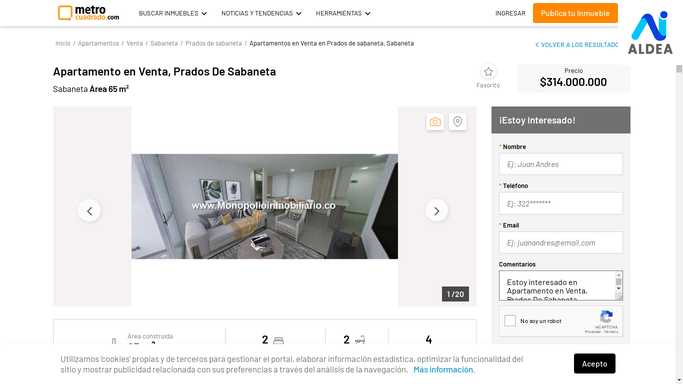 metro
cuadrado.com
BUSCAR INMUEBLES
NOTICIAS Y TENDENCIAS
HERRAMIENTAS
INGRESAR
Publica tu inmueble
ALDEA
Inicio / Apartamentos / Venta / Sabaneta / Prados de sabaneta / Apartamentos en Venta en Prados de sabaneta, Sabaneta
VOLVER A LOS RESULTADO
Apartamento en Venta, Prados De Sabaneta
Sabaneta Área 65 m²
Favorito
Precio
$314.000.000
www.Monopolioinmobiliario.co
1 / 20
¡Estoy Interesado!
* Nombre
Ej: Juan Andres
* Teléfono
Ej: 322*******
* Email
Ej: juanandres@email.com
Comentarios
Estoy interesado en
Apartamento en Venta,
Prados De Sabaneta
No soy un robot
reCAPTCHA
Privacidad - Términos
Área construida
2
2
4
Utilizamos 'cookies' propias y de terceros para gestionar el portal, elaborar información estadística, optimizar la funcionalidad del
sitio y mostrar publicidad relacionada con sus preferencias a través del análisis de la navegación. Más información.
Acepto